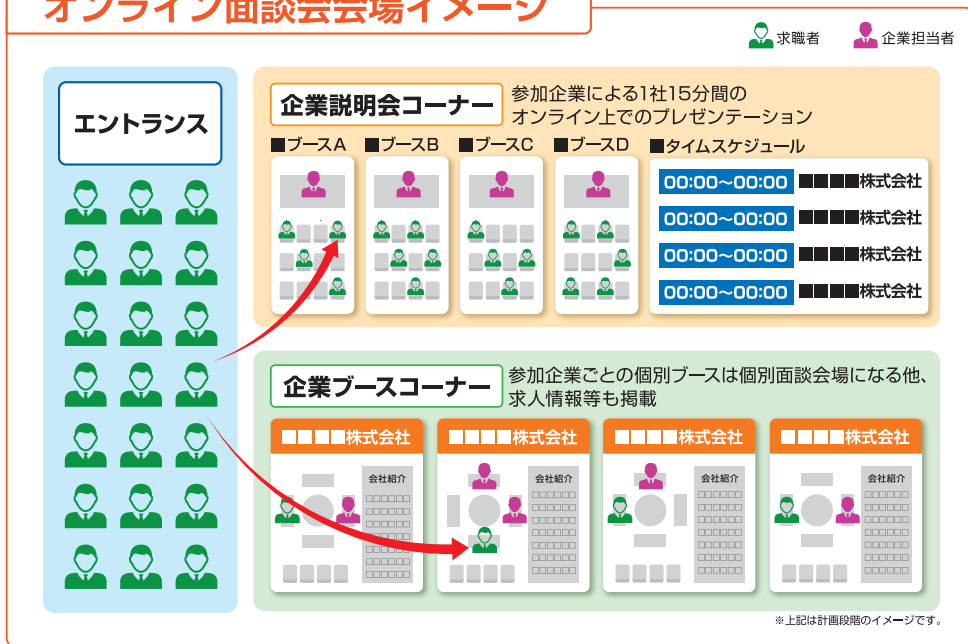 オンライン面談会会場イメージ
求職者
企業担当者
エントランス
企業説明会コーナー
参加企業による1社15分間の
オンライン上でのプレゼンテーション
■ブースA
■ブースB
■ブースC
■ブースD
■タイムスケジュール
00:00~00:00 ■■■■株式会社
00:00~00:00 ■■■■株式会社
00:00~00:00 ■■■■株式会社
00:00~00:00 ■■■■株式会社
企業ブースコーナー
参加企業ごとの個別ブースは個別面談会場になる他、
求人情報等も掲載
■■■■株式会社
■■■■株式会社
■■■■株式会社
■■■■株式会社
会社紹介
会社紹介
会社紹介
会社紹介
※上記は計画段階のイメージです。